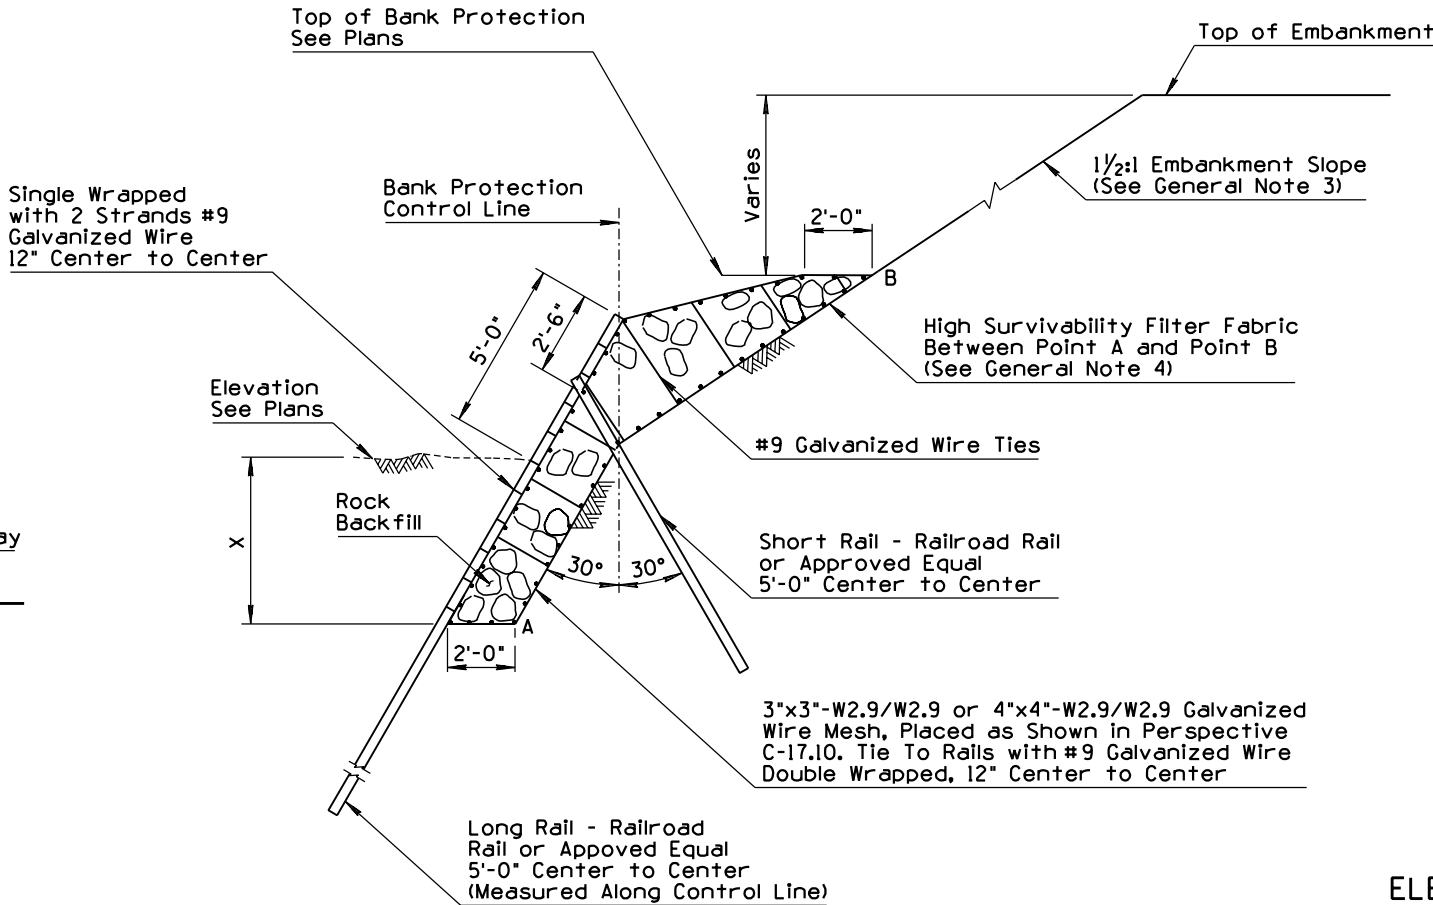 Top of Bank Protection
See Plans
Top of Embankment
Single Wrapped
with 2 Strands #9
Galvanized Wire
12" Center to Center
Bank Protection
Control Line
Varies
2'-0"
1½:1 Embankment Slope
(See General Note 3)
B
5'-0"
2'-6"
High Survivability Filter Fabric
Between Point A and Point B
(See General Note 4)
Elevation
See Plans
#9 Galvanized Wire Ties
Rock
Backfill
X
ay
30°
30°
Short Rail - Railroad Rail
or Approved Equal
5'-0" Center to Center
A
2'-0"
3"x3"-W2.9/W2.9 or 4"x4"-W2.9/W2.9 Galvanized
Wire Mesh, Placed as Shown in Perspective
C-17.10. Tie To Rails with #9 Galvanized Wire
Double Wrapped, 12" Center to Center
Long Rail - Railroad
Rail or Appoved Equal
5'-0" Center to Center
(Measured Along Control Line)
ELE